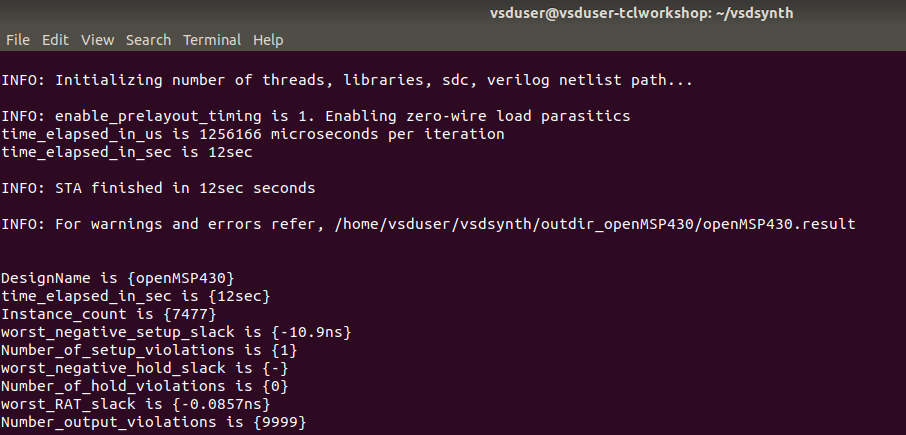 vsduser@vsduser-tclworkshop: ~/vsdsynth
File Edit View Search Terminal Help
INFO: Initializing number of threads, libraries, sdc, verilog netlist path...
INFO: enable_prelayout_timing is 1. Enabling zero-wire load parasitics
time_elapsed_in_us is 1256166 microseconds per iteration
time_elapsed_in_sec is 12sec
INFO: STA finished in 12sec seconds
INFO: For warnings and errors refer, /home/vsduser/vsdsynth/outdir_openMSP430/openMSP430.result
DesignName is {openMSP430}
time_elapsed_in_sec is {12sec}
Instance_count is {7477}
worst_negative_setup_slack is {-10.9ns}
Number_of_setup_violations is {1}
worst_negative_hold_slack is {-}
Number_of_hold_violations is {0}
worst_RAT_slack is {-0.0857ns}
Number_output_violations is {9999}